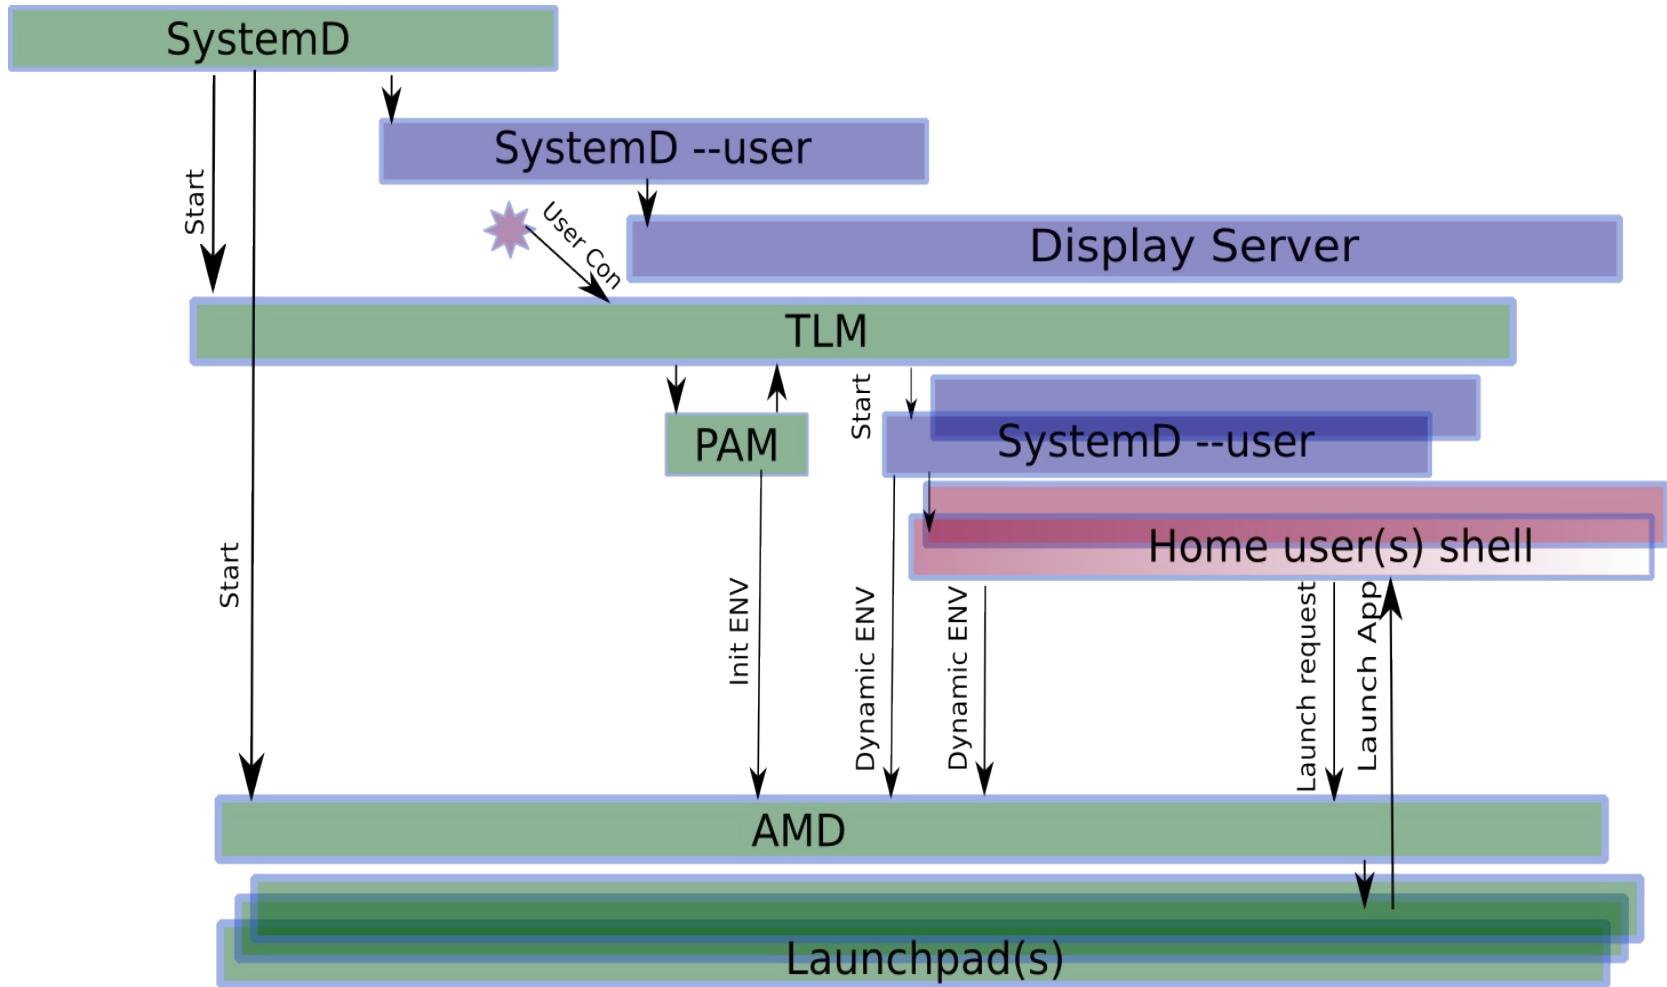 SystemD
SystemD --user
Start
User Con
Display Server
TLM
Start
PAM
SystemD --user
Home user(s) shell
Start
Init ENV
Dynamic ENV
Dynamic ENV
Launch request
Launch App
AMD
Launchpad(s)